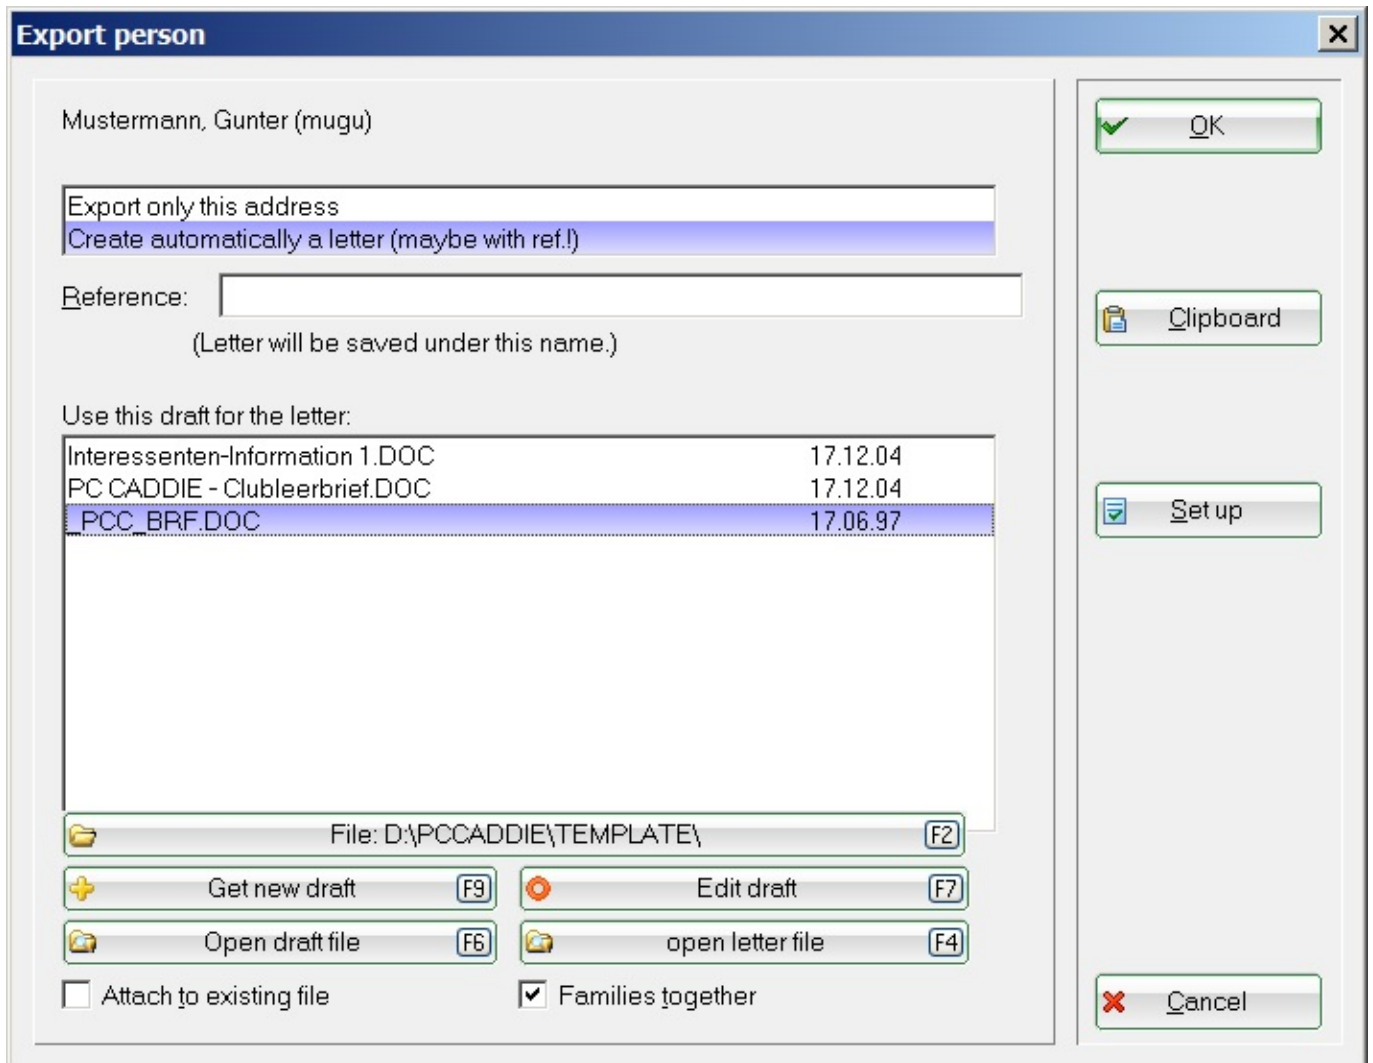 Export person
Mustermann, Gunter (mugu)
OK
Export only this address
Create automatically a letter (maybe with ref.!)
Reference:
(Letter will be saved under this name.)
Clipboard
Use this draft for the letter:
Interessenten-Information 1.DOC 17.12.04
PC CADDIE - Clubleerbrief.DOC 17.12.04
_PCC_BRF.DOC 17.06.97
Set up
File: D:\PCCADDIE\TEMPLATE\ F2
Get new draft F9 Edit draft F7
Open draft file F6 open letter file F4
Attach to existing file Families together
Cancel